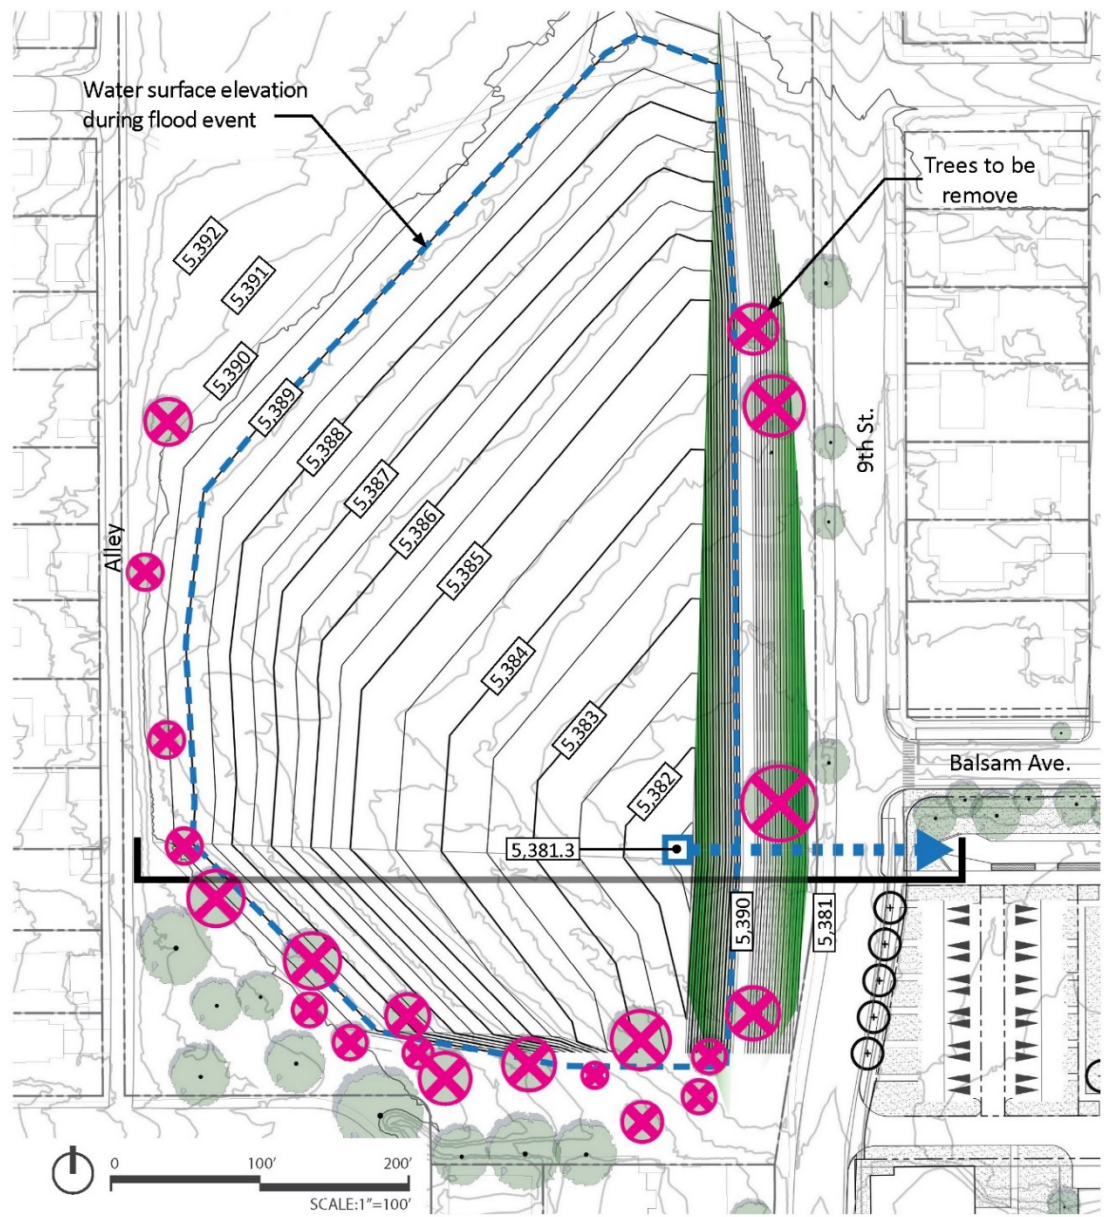 Water surface elevation
during flood event
Trees to be
remove
5,392
5,391
5,390
5,389
5,388
5,387
5,386
5,385
5,384
5,383
5,382
5,381.3
5,390
5,381
Alley
9th St.
Balsam Ave.
0 100' 200'
SCALE:1"=100'